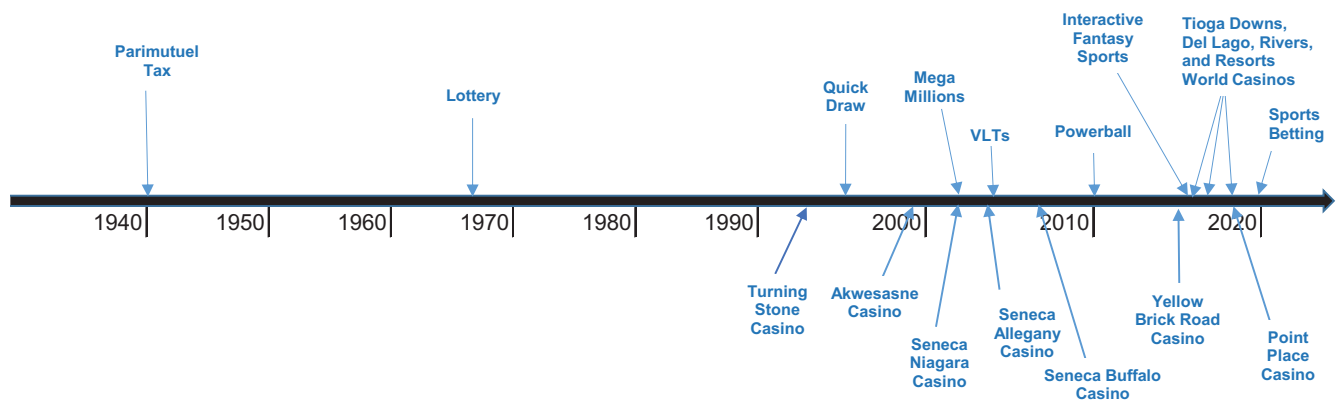 Parimutuel
Tax
Lottery
Quick
Draw
Mega
Millions
VLTs
Powerball
Interactive
Fantasy
Sports
Tioga Downs,
Del Lago, Rivers,
and Resorts
World Casinos
Sports
Betting
1940
1950
1960
1970
1980
1990
2000
2010
2020
Turning
Stone
Casino
Akwesasne
Casino
Seneca
Niagara
Casino
Seneca
Allegany
Casino
Seneca Buffalo
Casino
Yellow
Brick Road
Casino
Point
Place
Casino